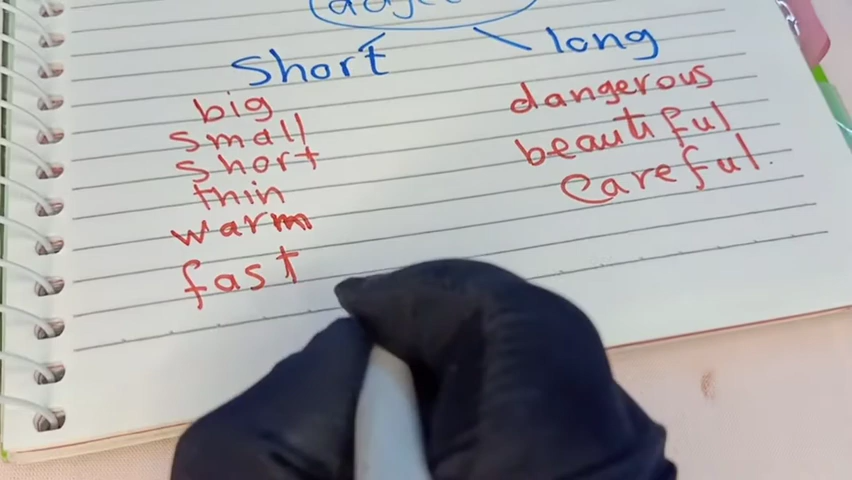 Short long
big
small
short
thin
warm
fast
dangerous
beautiful
Careful.